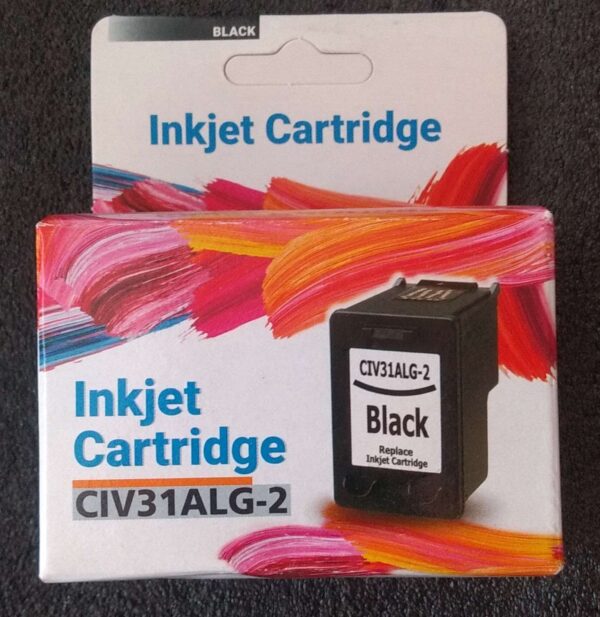 BLACK
Inkjet Cartridge
Inkjet
Cartridge
CIV31ALG-2
CIV31ALG-2
Black
Replace
Inkjet Cartridge